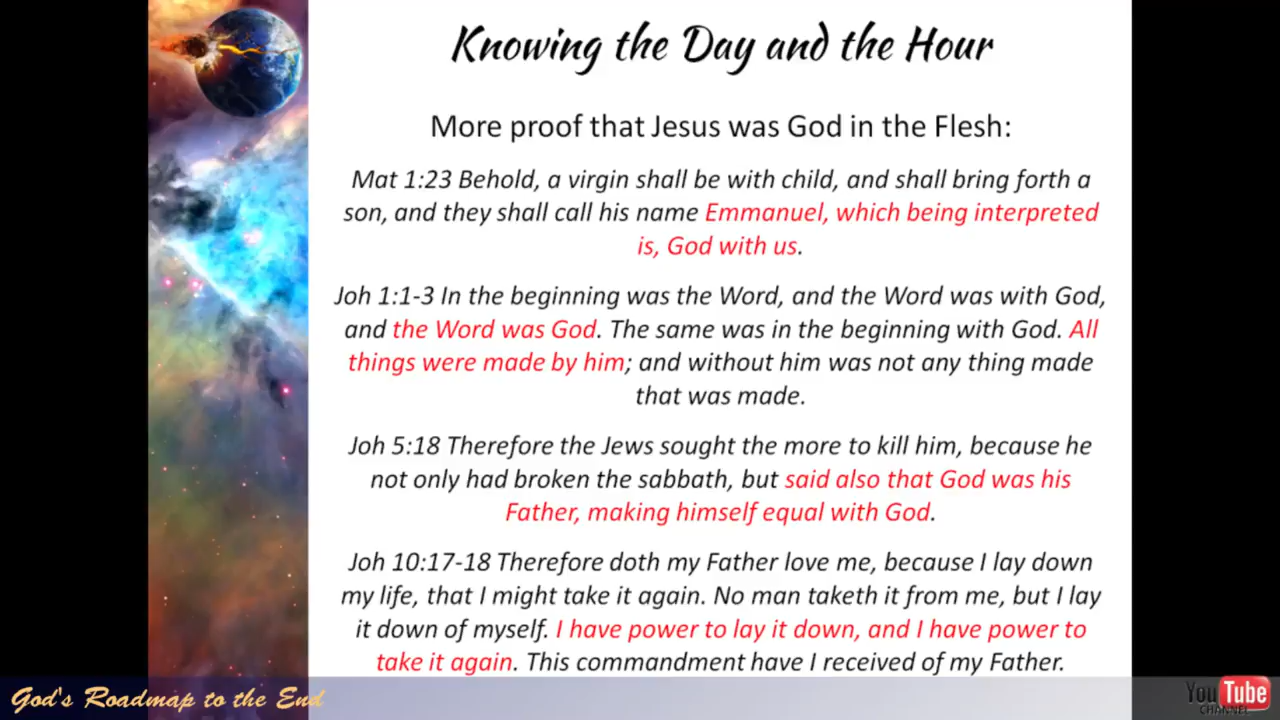 Knowing the Day and the Hour
More proof that Jesus was God in the Flesh:
Mat 1:23 Behold, a virgin shall be with child, and shall bring forth a
son, and they shall call his name Emmanuel, which being interpreted
is, God with us.
Joh 1:1-3 In the beginning was the Word, and the Word was with God,
and the Word was God. The same was in the beginning with God. All
things were made by him; and without him was not any thing made
that was made.
Joh 5:18 Therefore the Jews sought the more to kill him, because he
not only had broken the sabbath, but said also that God was his
Father, making himself equal with God.
Joh 10:17-18 Therefore doth my Father love me, because I lay down
my life, that I might take it again. No man taketh it from me, but I lay
it down of myself. I have power to lay it down, and I have power to
take it again. This commandment have I received of my Father.
God's Roadmap to the End
YouTube
CHANNEL